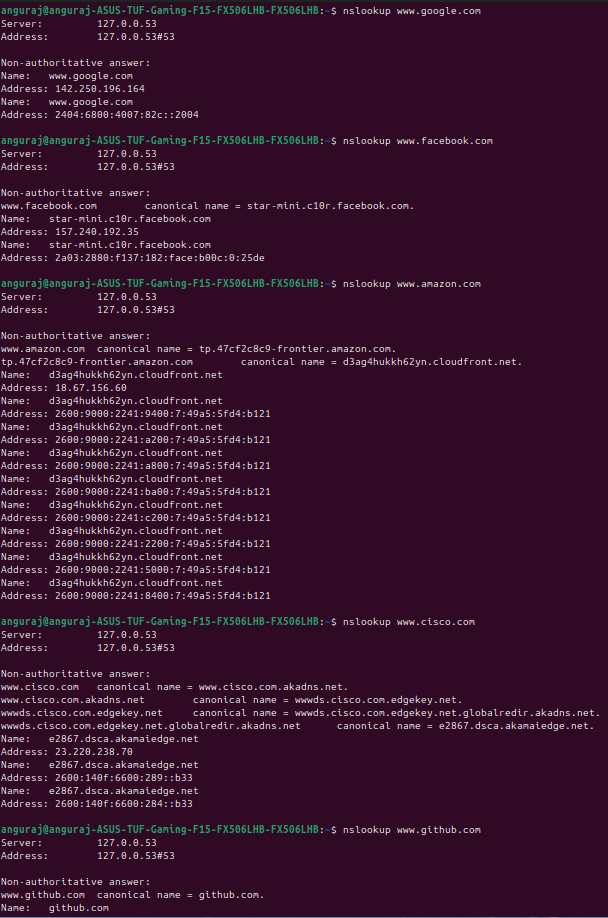 anguraj@anguraj-ASUS-TUF-Gaming-F15-FX506LHB-FX506LHB:~$ nslookup www.google.com
Server:         127.0.0.53
Address:        127.0.0.53#53

Non-authoritative answer:
Name:   www.google.com
Address: 142.250.196.164
Name:   www.google.com
Address: 2404:6800:4007:82c::2004

anguraj@anguraj-ASUS-TUF-Gaming-F15-FX506LHB-FX506LHB:~$ nslookup www.facebook.com
Server:         127.0.0.53
Address:        127.0.0.53#53

Non-authoritative answer:
www.facebook.com        canonical name = star-mini.c10r.facebook.com.
Name:   star-mini.c10r.facebook.com
Address: 157.240.192.35
Name:   star-mini.c10r.facebook.com
Address: 2a03:2880:f137:182:face:b00c:0:25de

anguraj@anguraj-ASUS-TUF-Gaming-F15-FX506LHB-FX506LHB:~$ nslookup www.amazon.com
Server:         127.0.0.53
Address:        127.0.0.53#53

Non-authoritative answer:
www.amazon.com  canonical name = tp.47cf2c8c9-frontier.amazon.com.
tp.47cf2c8c9-frontier.amazon.com        canonical name = d3ag4hukkh62yn.cloudfront.net.
Name:   d3ag4hukkh62yn.cloudfront.net
Address: 18.67.156.60
Name:   d3ag4hukkh62yn.cloudfront.net
Address: 2600:9000:2241:9400:7:49a5:5fd4:b121
Name:   d3ag4hukkh62yn.cloudfront.net
Address: 2600:9000:2241:a200:7:49a5:5fd4:b121
Name:   d3ag4hukkh62yn.cloudfront.net
Address: 2600:9000:2241:a800:7:49a5:5fd4:b121
Name:   d3ag4hukkh62yn.cloudfront.net
Address: 2600:9000:2241:ba00:7:49a5:5fd4:b121
Name:   d3ag4hukkh62yn.cloudfront.net
Address: 2600:9000:2241:c200:7:49a5:5fd4:b121
Name:   d3ag4hukkh62yn.cloudfront.net
Address: 2600:9000:2241:2200:7:49a5:5fd4:b121
Name:   d3ag4hukkh62yn.cloudfront.net
Address: 2600:9000:2241:5000:7:49a5:5fd4:b121
Name:   d3ag4hukkh62yn.cloudfront.net
Address: 2600:9000:2241:8400:7:49a5:5fd4:b121

anguraj@anguraj-ASUS-TUF-Gaming-F15-FX506LHB-FX506LHB:~$ nslookup www.cisco.com
Server:         127.0.0.53
Address:        127.0.0.53#53

Non-authoritative answer:
www.cisco.com   canonical name = www.cisco.com.akadns.net.
www.cisco.com.akadns.net        canonical name = wwwds.cisco.com.edgekey.net.
wwwds.cisco.com.edgekey.net     canonical name = wwwds.cisco.com.edgekey.net.globalredir.akadns.net.
wwwds.cisco.com.edgekey.net.globalredir.akadns.net      canonical name = e2867.dsca.akamaiedge.net.
Name:   e2867.dsca.akamaiedge.net
Address: 23.220.238.70
Name:   e2867.dsca.akamaiedge.net
Address: 2600:140f:6600:289::b33
Name:   e2867.dsca.akamaiedge.net
Address: 2600:140f:6600:284::b33

anguraj@anguraj-ASUS-TUF-Gaming-F15-FX506LHB-FX506LHB:~$ nslookup www.github.com
Server:         127.0.0.53
Address:        127.0.0.53#53

Non-authoritative answer:
www.github.com  canonical name = github.com.
Name:   github.com